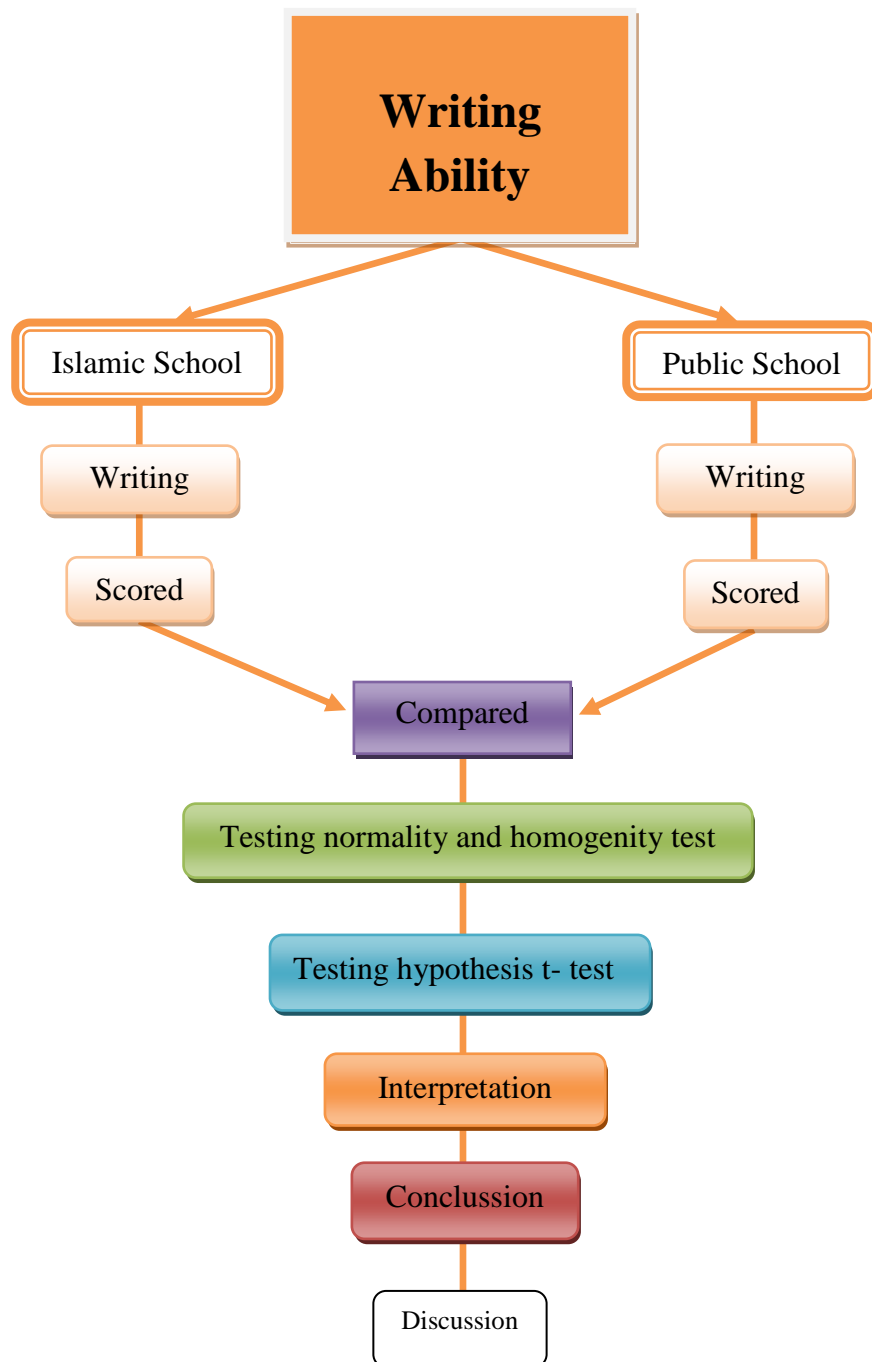 Writing
Ability
Islamic School
Public School
Writing
Writing
Scored
Scored
Compared
Testing normality and homogenity test
Testing hypothesis t- test
Interpretation
Conclussion
Discussion